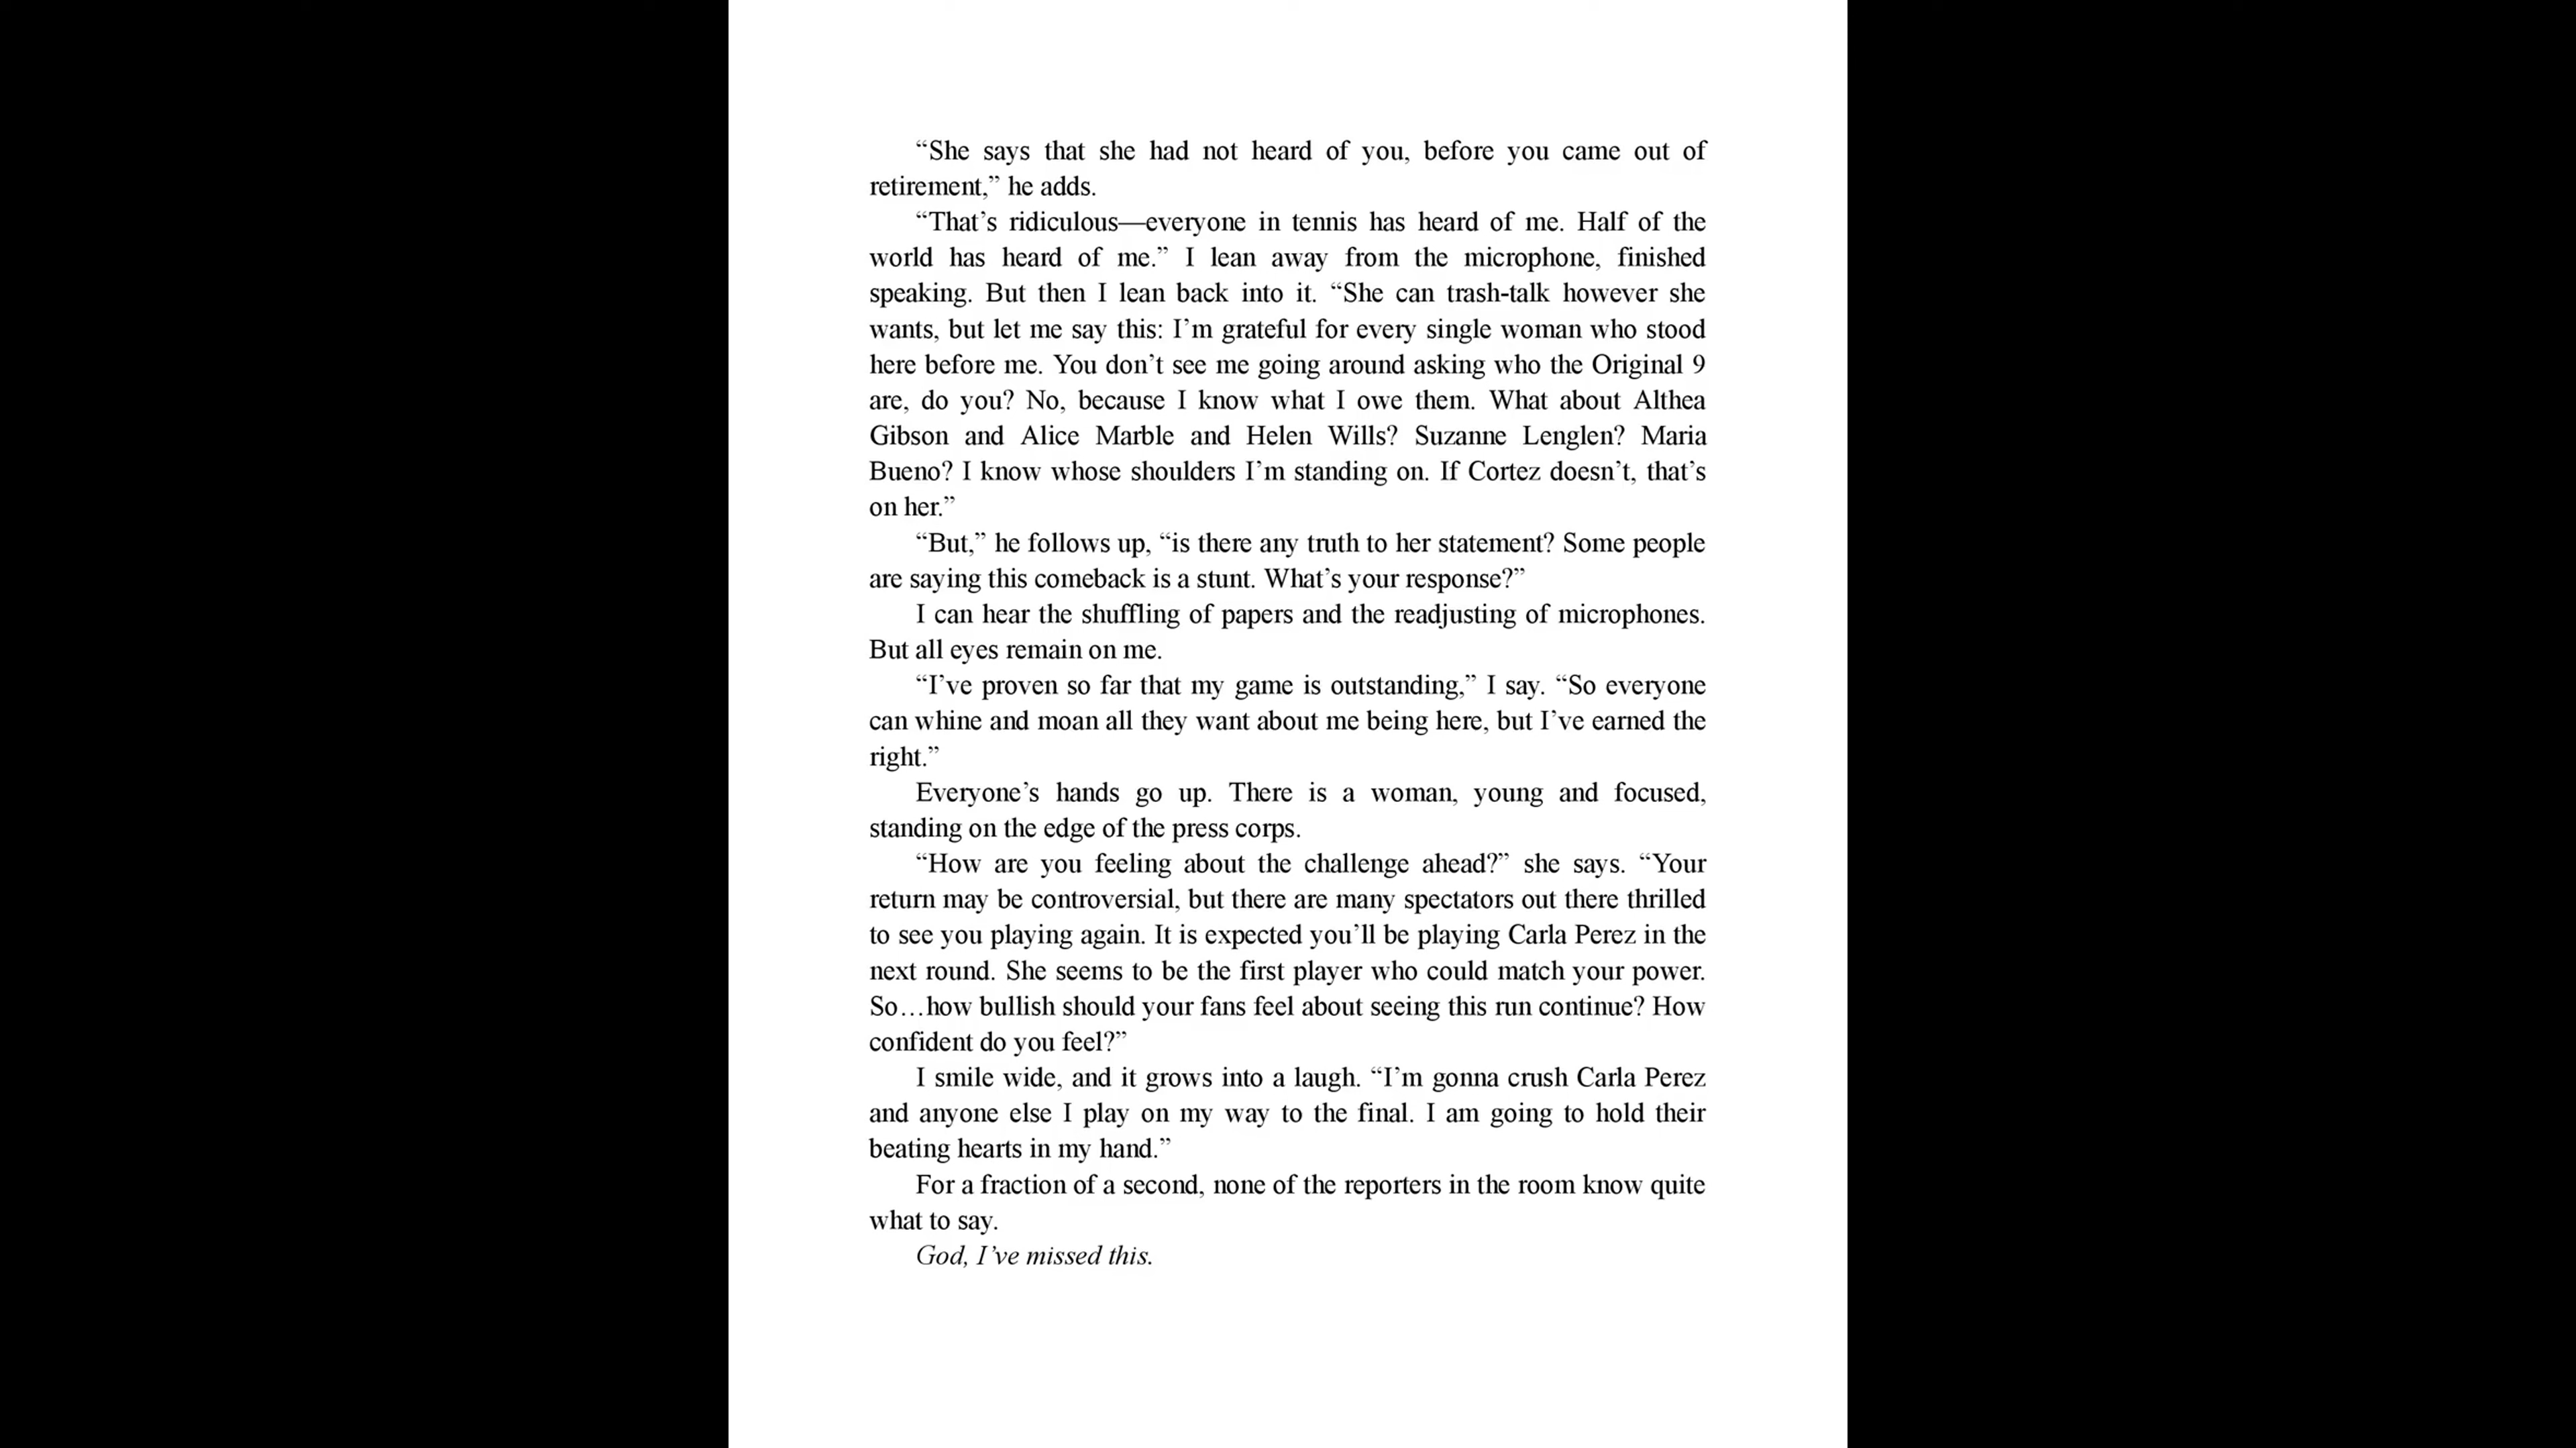 “She says that she had not heard of you, before you came out of
retirement,” he adds.
“That’s ridiculous—everyone in tennis has heard of me. Half of the
world has heard of me.” I lean away from the microphone, finished
speaking. But then I lean back into it. “She can trash-talk however she
wants, but let me say this: I’m grateful for every single woman who stood
here before me. You don’t see me going around asking who the Original 9
are, do you? No, because I know what I owe them. What about Althea
Gibson and Alice Marble and Helen Wills? Suzanne Lenglen? Maria
Bueno? I know whose shoulders I’m standing on. If Cortez doesn’t, that’s
on her.”
“But,” he follows up, “is there any truth to her statement? Some people
are saying this comeback is a stunt. What’s your response?”
I can hear the shuffling of papers and the readjusting of microphones.
But all eyes remain on me.
“I’ve proven so far that my game is outstanding,” I say. “So everyone
can whine and moan all they want about me being here, but I’ve earned the
right.”
Everyone’s hands go up. There is a woman, young and focused,
standing on the edge of the press corps.
“How are you feeling about the challenge ahead?” she says. “Your
return may be controversial, but there are many spectators out there thrilled
to see you playing again. It is expected you’ll be playing Carla Perez in the
next round. She seems to be the first player who could match your power.
So…how bullish should your fans feel about seeing this run continue? How
confident do you feel?”
I smile wide, and it grows into a laugh. “I’m gonna crush Carla Perez
and anyone else I play on my way to the final. I am going to hold their
beating hearts in my hand.”
For a fraction of a second, none of the reporters in the room know quite
what to say.
God, I’ve missed this.